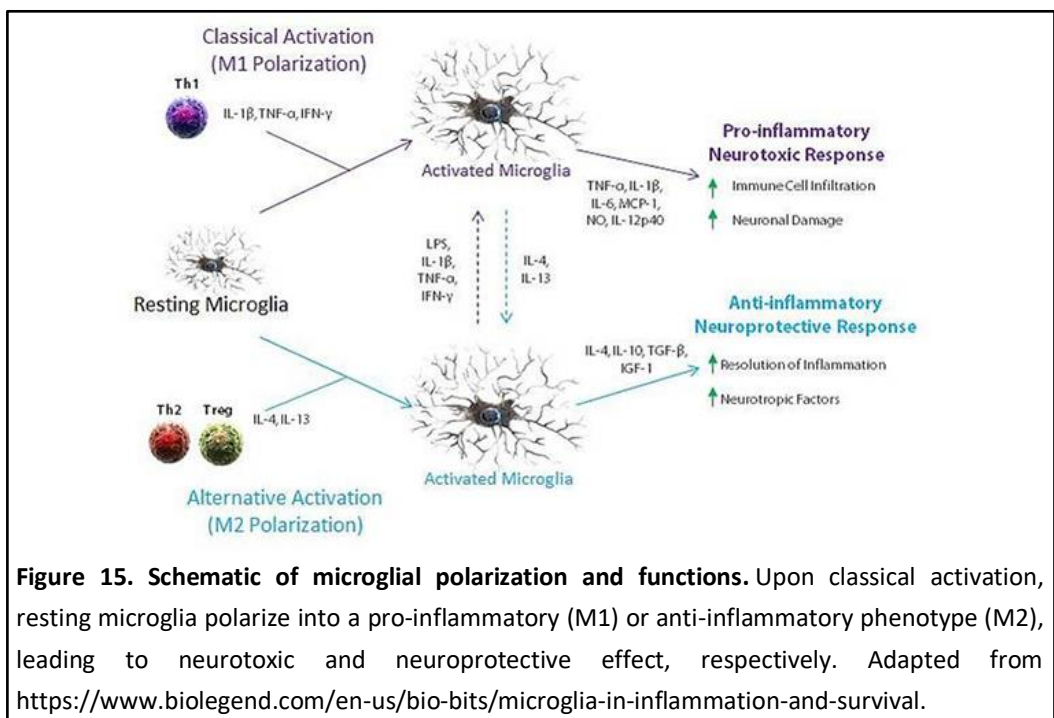 Classical Activation
(M1 Polarization)
Th1
IL-1β, TNF-α, IFN-γ
Activated Microglia
Pro-inflammatory
Neurotoxic Response
Immune Cell Infiltration
Neuronal Damage
TNF-α, IL-1β,
IL-6, MCP-1,
NO, IL-12p40
Resting Microglia
LPS,
IL-1β,
TNF-α,
IFN-γ
IL-4,
IL-13
Anti-inflammatory
Neuroprotective Response
Resolution of Inflammation
Neurotropic Factors
IL-4, IL-10, TGF-β,
IGF-1
Th2 Treg
IL-4, IL-13
Activated Microglia
Alternative Activation
(M2 Polarization)
Figure 15. Schematic of microglial polarization and functions. Upon classical activation,
resting microglia polarize into a pro-inflammatory (M1) or anti-inflammatory phenotype (M2),
leading to neurotoxic and neuroprotective effect, respectively. Adapted from
https://www.biolegend.com/en-us/bio-bits/microglia-in-inflammation-and-survival.